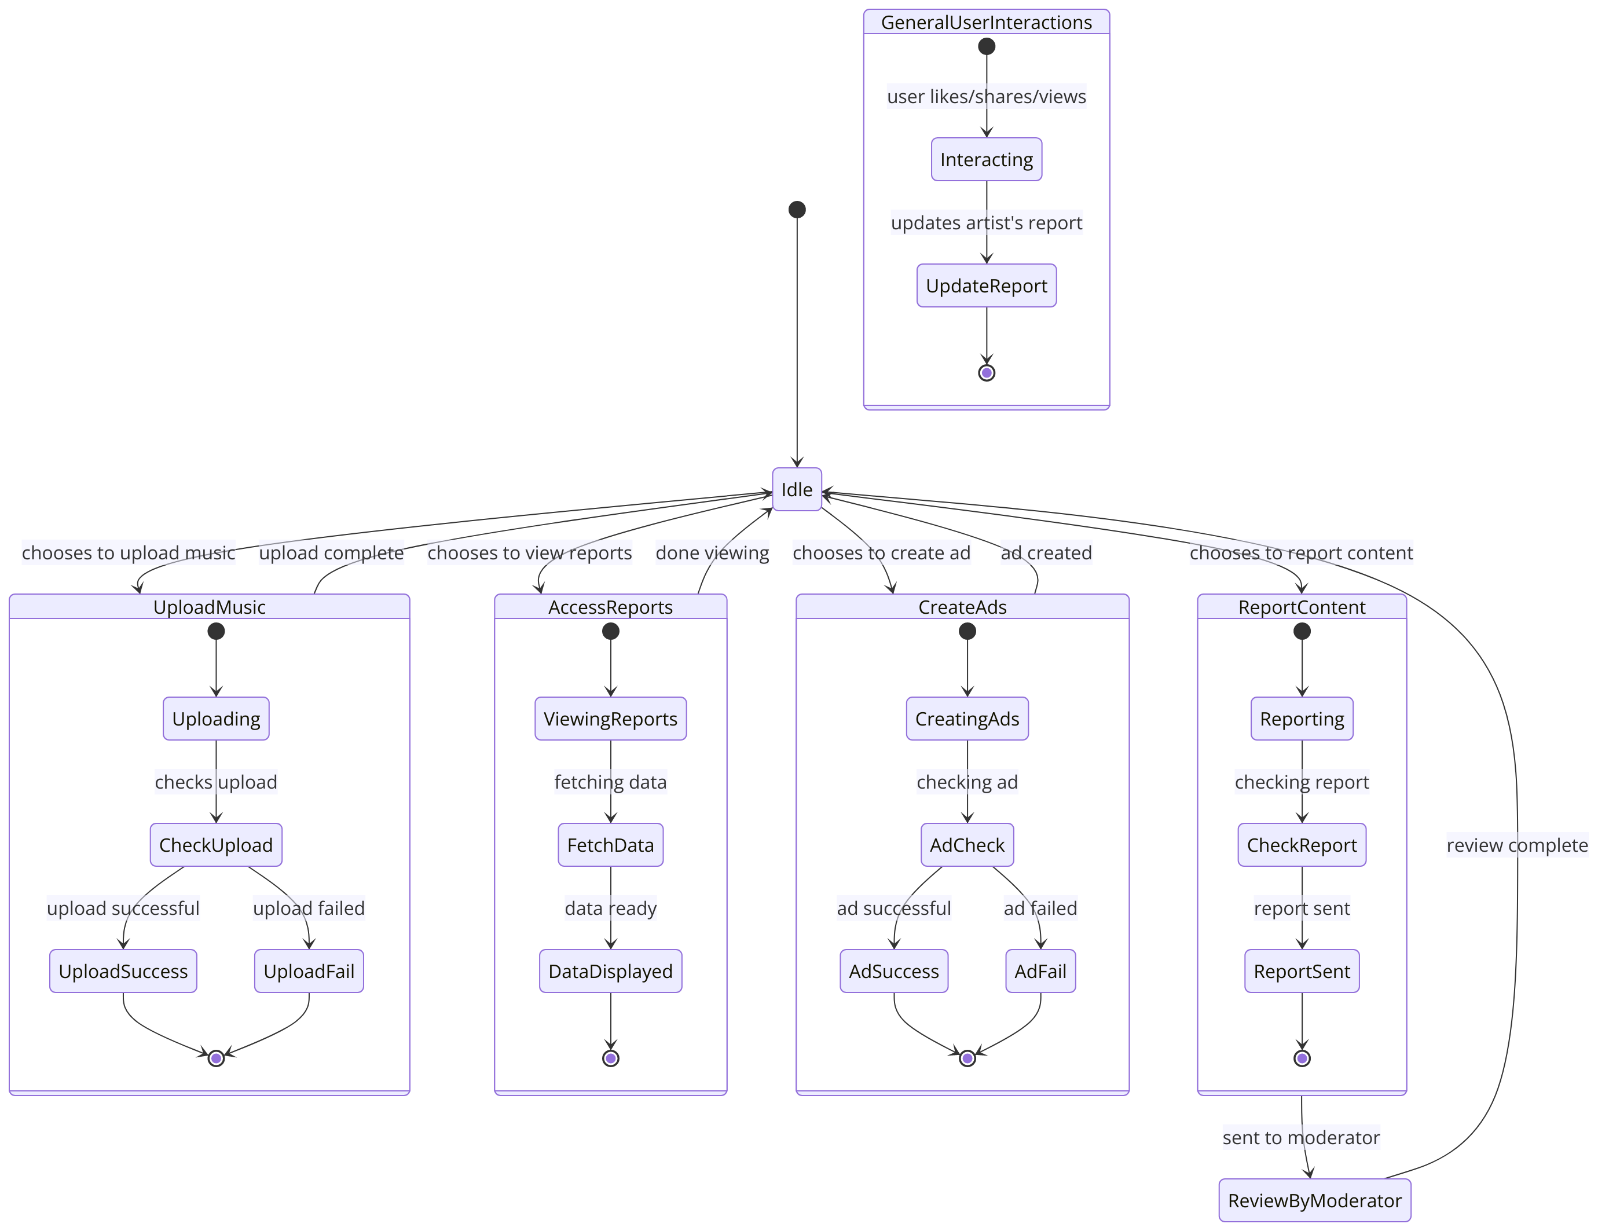 GeneralUserInteractions
user likes/shares/views
Interacting
updates artist's report
UpdateReport
Idle
chooses to upload music
upload complete
chooses to view reports
done viewing
chooses to create ad
ad created
chooses to report content
UploadMusic
Uploading
checks upload
CheckUpload
upload successful
upload failed
UploadSuccess
UploadFail
AccessReports
ViewingReports
fetching data
FetchData
data ready
DataDisplayed
CreateAds
CreatingAds
checking ad
AdCheck
ad successful
ad failed
AdSuccess
AdFail
ReportContent
Reporting
checking report
CheckReport
report sent
ReportSent
review complete
sent to moderator
ReviewByModerator